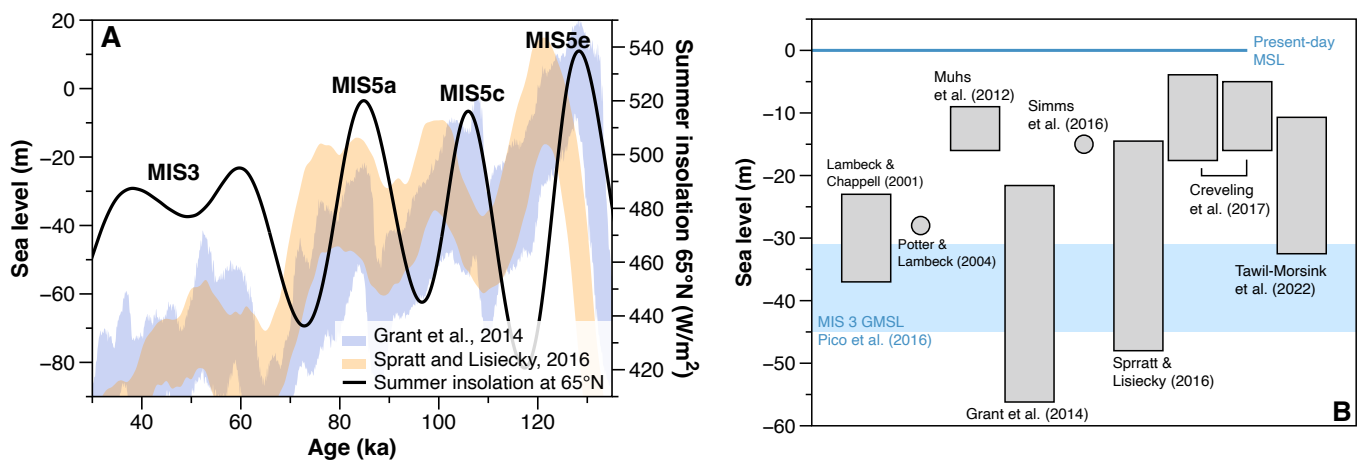 A
MIS5e
MIS5a
MIS5c
MIS3
20
0
−20
−40
−60
−80
Sea level (m)
540
520
500
480
460
440
420
Summer insolation 65°N (W/m2)
Grant et al., 2014
Spratt and Lisiecky, 2016
Summer insolation at 65°N
40
60
80
100
120
Age (ka)
0
−10
−20
−30
−40
−50
−60
Sea level (m)
Present-day
MSL
Muhs
et al. (2012)
Simms
et al. (2016)
Lambeck &
Chappell (2001)
Creveling
et al. (2017)
Potter &
Lambeck (2004)
Tawil-Morsink
et al. (2022)
MIS 3 GMSL
Pico et al. (2016)
Sprratt &
Lisiecky (2016)
Grant et al. (2014)
B